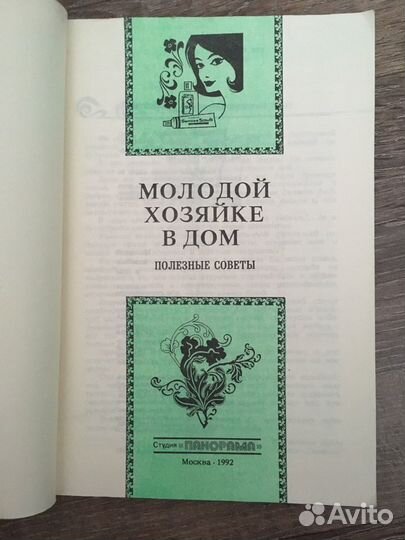 МОЛОДОЙ
ХОЗЯЙКЕ
В ДОМ
ПОЛЕЗНЫЕ СОВЕТЫ
Студия «ПАНОРАМА»
Москва - 1992
Avito